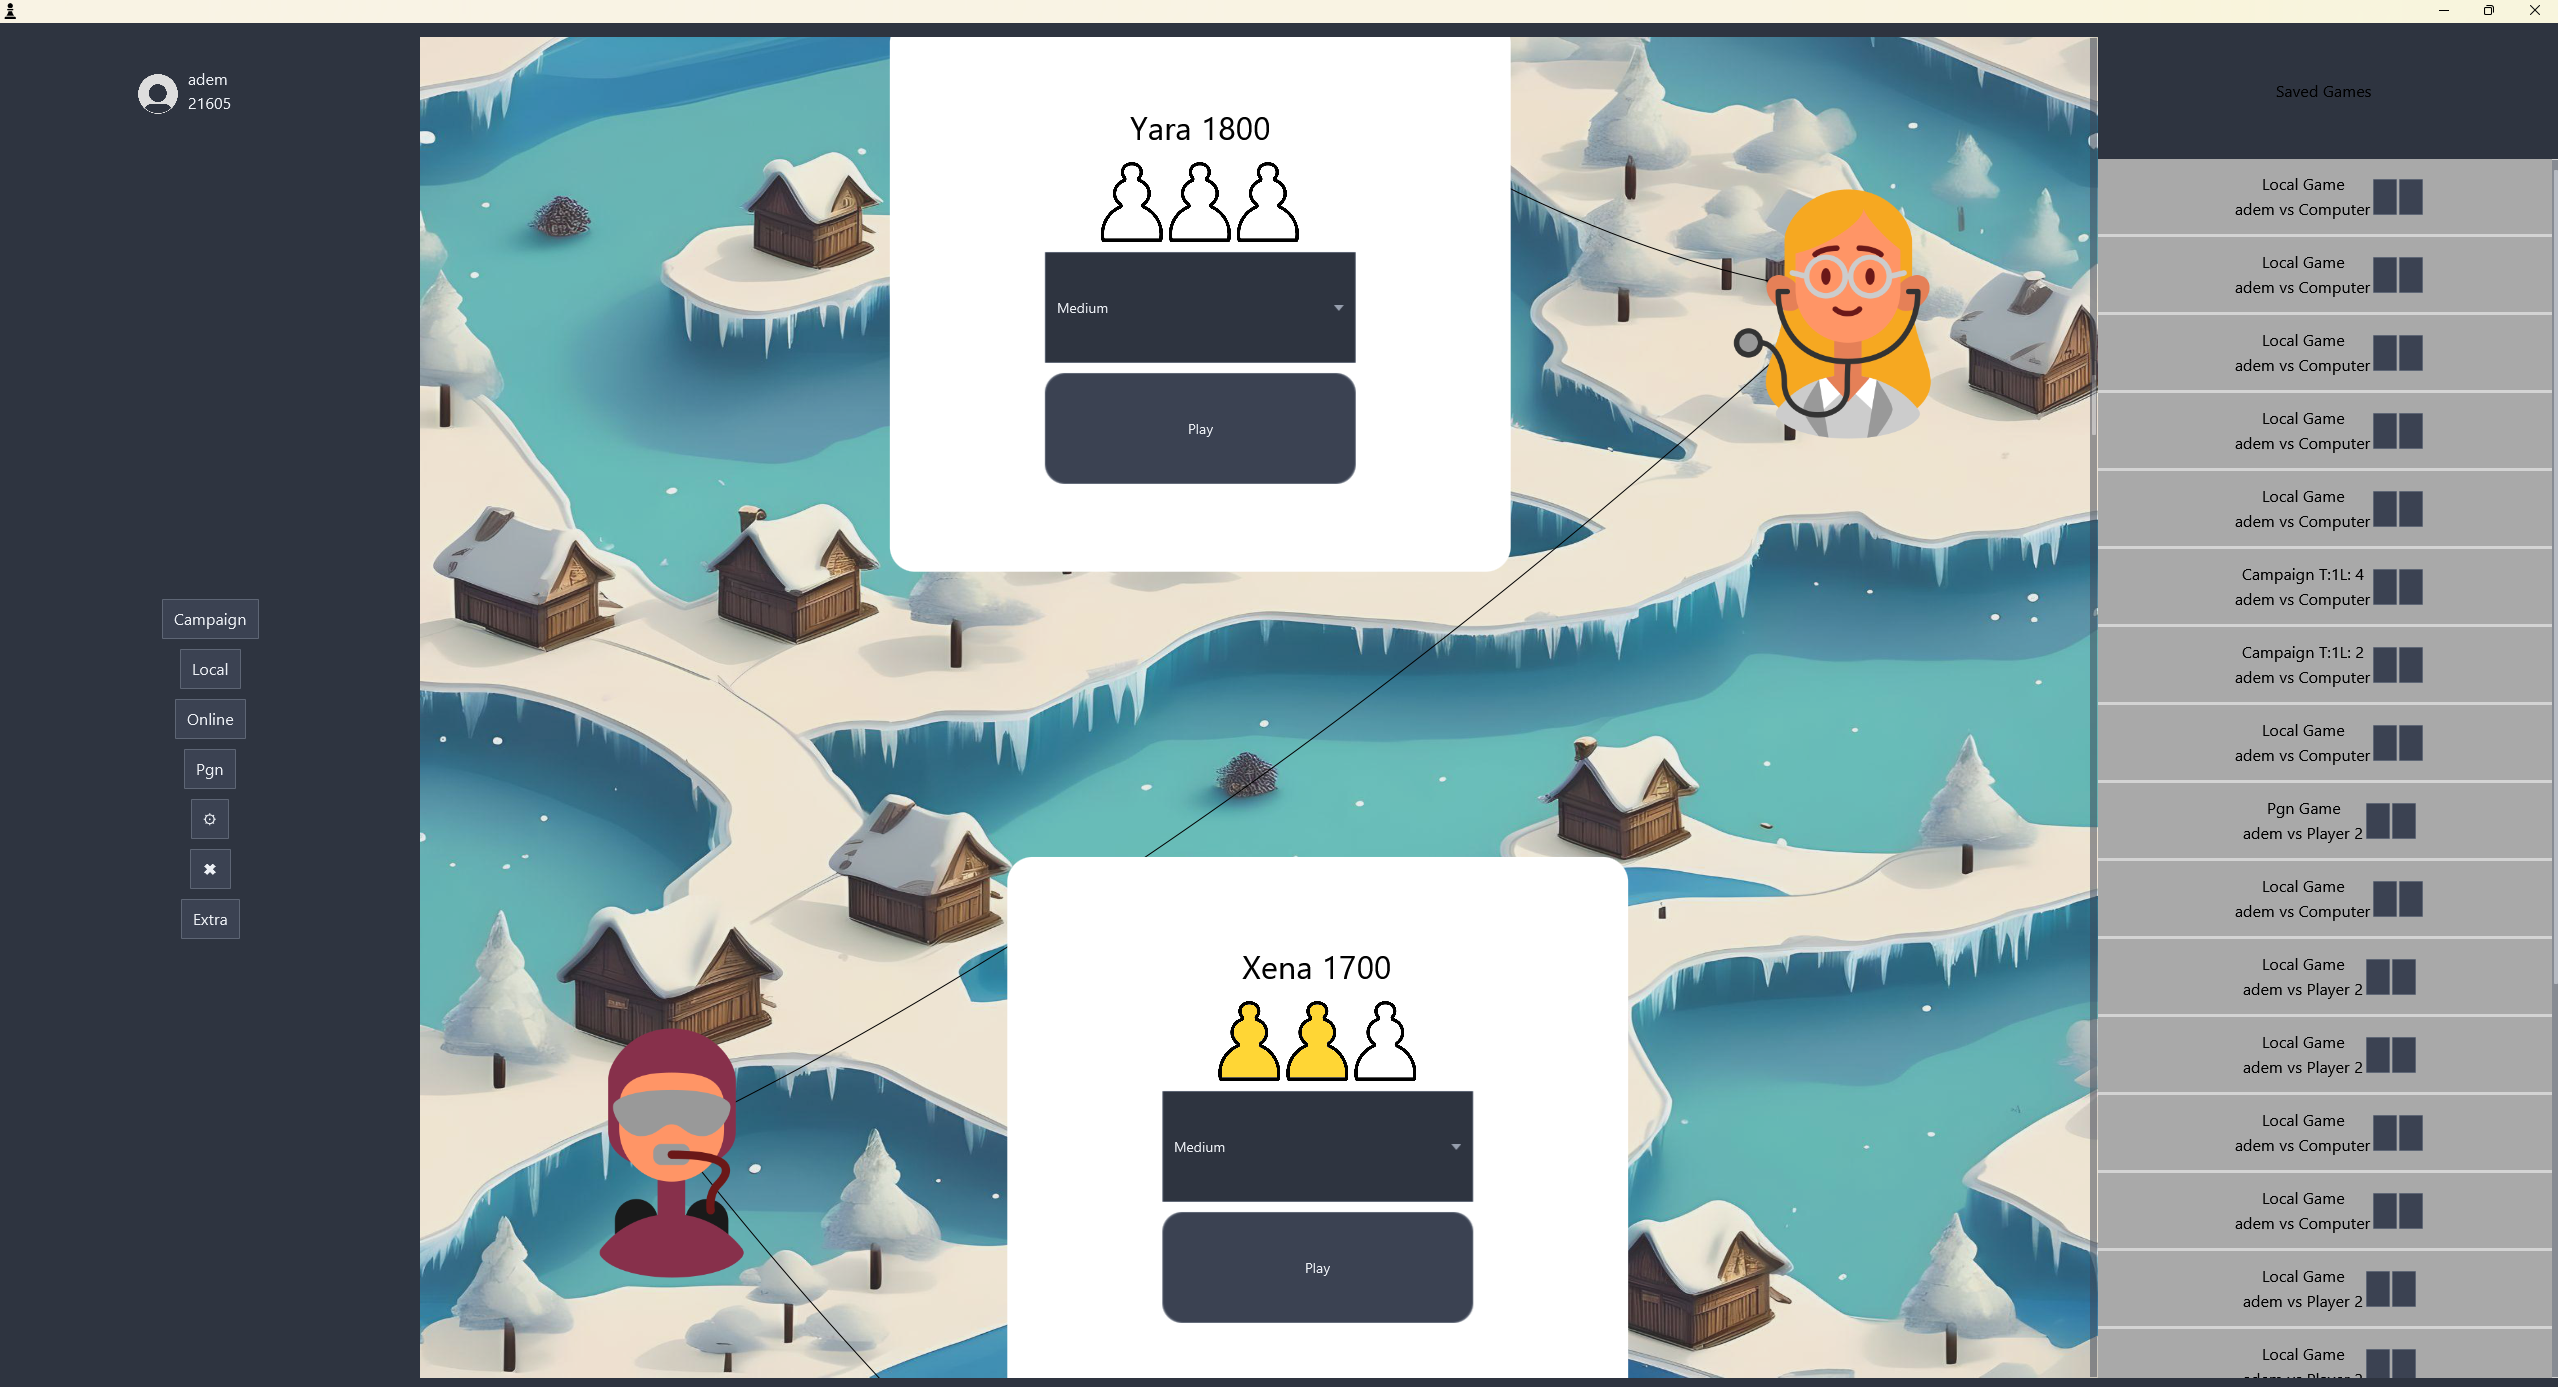 adem
21605
Campaign
Local
Online
Pgn
⚙
✖
Extra
Yara 1800
Medium
Play
Xena 1700
Medium
Play
Saved Games
Local Game
adem vs Computer
Local Game
adem vs Computer
Local Game
adem vs Computer
Local Game
adem vs Computer
Local Game
adem vs Computer
Campaign T:1L: 4
adem vs Computer
Campaign T:1L: 2
adem vs Computer
Local Game
adem vs Computer
Pgn Game
adem vs Player 2
Local Game
adem vs Computer
Local Game
adem vs Player 2
Local Game
adem vs Player 2
Local Game
adem vs Computer
Local Game
adem vs Computer
Local Game
adem vs Player 2
Local Game
adem vs Player 2